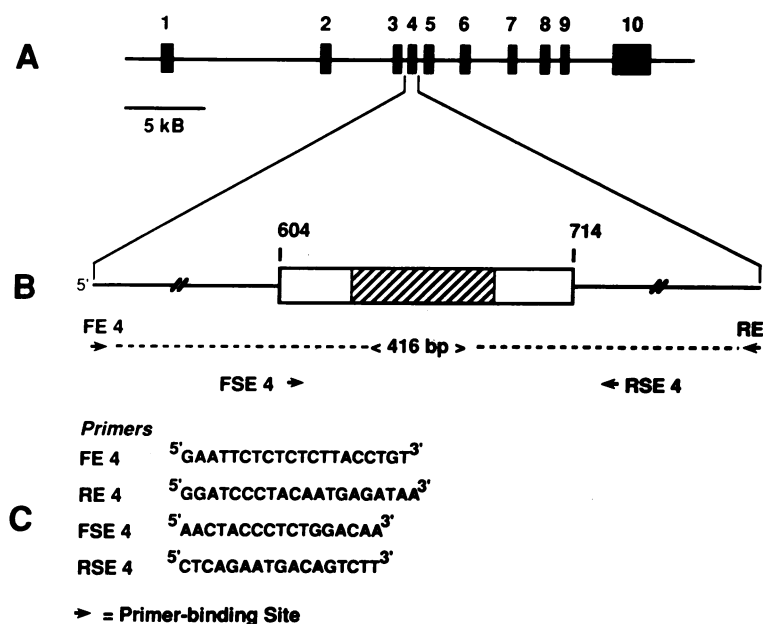 1 2 3 4 5 6 7 8 9 10
A
5 kB
604 714
B 5'
FE 4 RE
< 416 bp >
FSE 4 RSE 4
Primers
FE 4 5'GAATTCTCTCTCTTACCTGT3'
RE 4 5'GGATCCCTACAATGAGATAA3'
C
FSE 4 5'AACTACCCTCTGGACAA3'
RSE 4 5'CTCAGAATGACAGTCTT3'
= Primer-binding Site